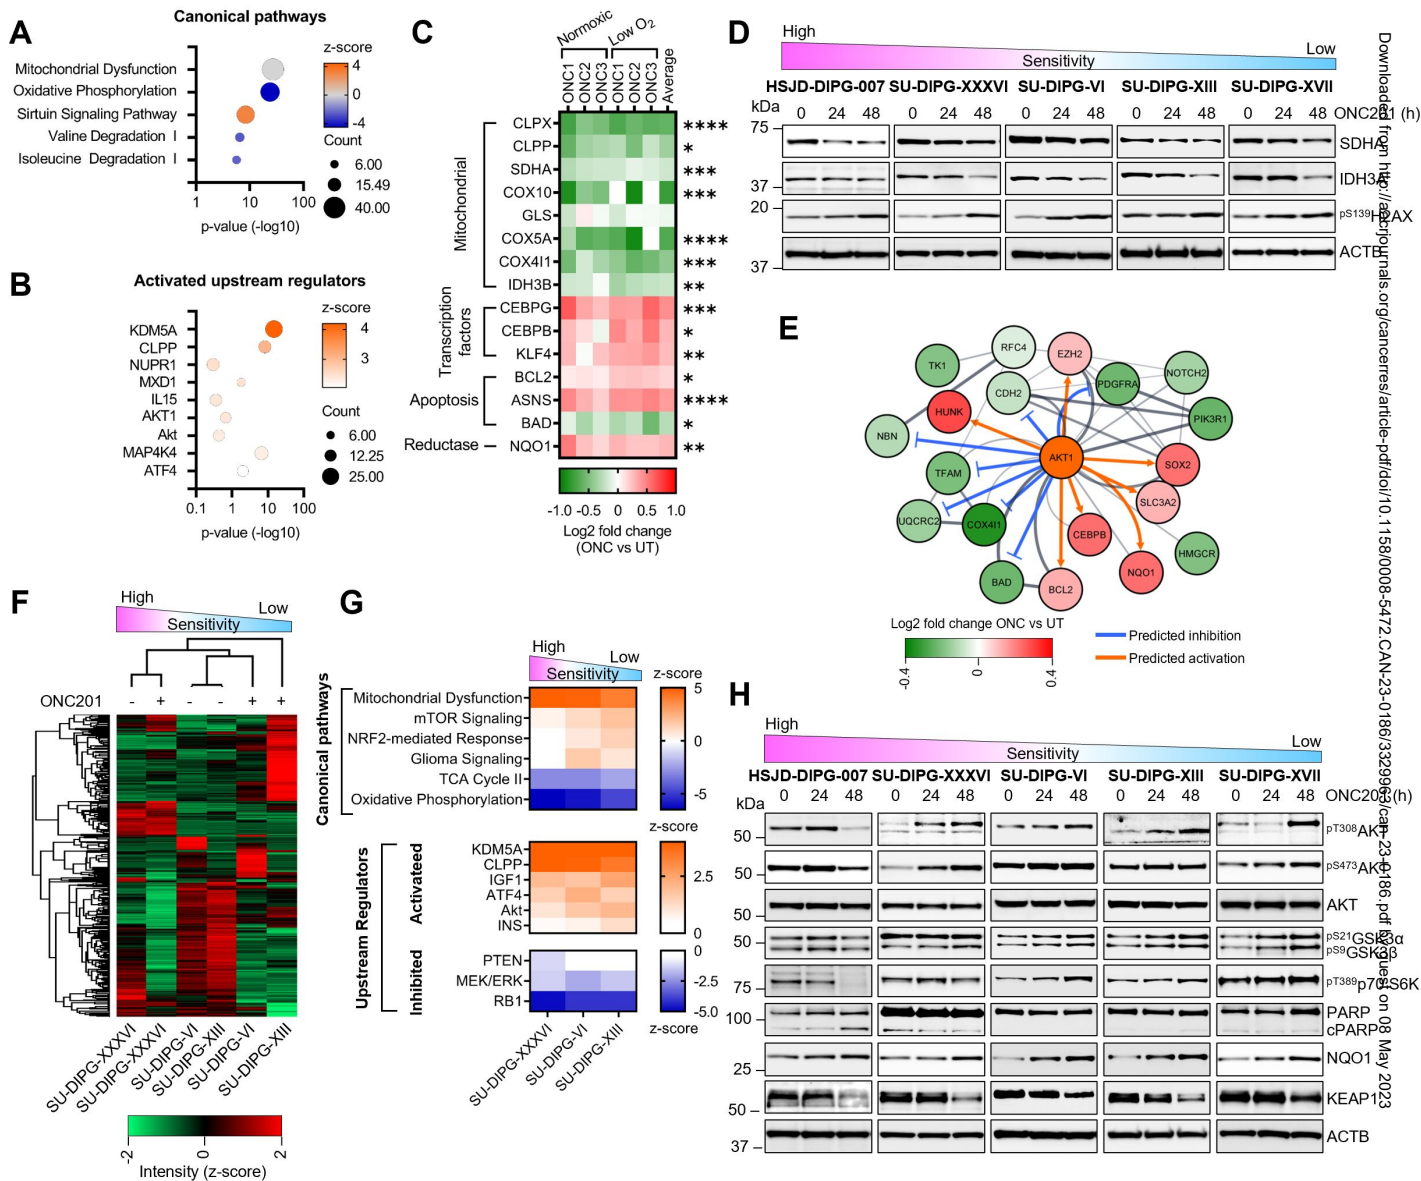 A
Canonical pathways
Mitochondrial Dysfunction
Oxidative Phosphorylation
Sirtuin Signaling Pathway
Valine Degradation I
Isoleucine Degradation I
1 10 100
p-value (-log10)
z-score
4
0
-4
Count
6.00
15.49
40.00
B
Activated upstream regulators
KDM5A
CLPP
NUPR1
MXD1
IL15
AKT1
Akt
MAP4K4
ATF4
0.1 1 10 100
p-value (-log10)
z-score
4
3
Count
6.00
12.25
25.00
C
Normoxic Low O2
ONC1 ONC2 ONC3 ONC1 ONC2 ONC3 Average
Mitochondrial
CLPX ****
CLPP *
SDHA ***
COX10 ***
GLS
COX5A ****
COX4I1 ***
IDH3B **
Transcription factors
CEBPG ***
CEBPB *
KLF4 **
Apoptosis
BCL2 *
ASNS ****
BAD *
Reductase NQO1 **
-1.0 -0.5 0.0 0.5 1.0
Log2 fold change
(ONC vs UT)
D
High Sensitivity Low
HSJD-DIPG-007 SU-DIPG-XXXVI SU-DIPG-VI SU-DIPG-XIII SU-DIPG-XVII
kDa 0 24 48 0 24 48 0 24 48 0 24 48 0 24 48 ONC201 (h)
75 SDHA
37 IDH3A
20 pS139H2AX
37 ACTB
E
RFC4
EZH2
TK1
PDGFRA
NOTCH2
CDH2
HUNK
PIK3R1
NBN
AKT1
TFAM
SOX2
SLC3A2
UQCRC2
COX4I1
CEBPB
HMGCR
NQO1
BAD
BCL2
Log2 fold change ONC vs UT
-0.4 0 0.4
Predicted inhibition
Predicted activation
F
High Sensitivity Low
ONC201 - + - - + +
SU-DIPG-XXXVI
SU-DIPG-XXXVI
SU-DIPG-VI
SU-DIPG-XIII
SU-DIPG-VI
SU-DIPG-XIII
-2 0 2
Intensity (z-score)
G
High Sensitivity Low
Canonical pathways
Mitochondrial Dysfunction
mTOR Signaling
NRF2-mediated Response
Glioma Signaling
TCA Cycle II
Oxidative Phosphorylation
z-score
5
0
-5
Upstream Regulators
Activateed
KDM5A
CLPP
IGF1
ATF4
Akt
INS
z-score
5
2.5
0
Inhibited
PTEN
MEK/ERK
RB1
0
-2.5
-5.0
z-score
SU-DIPG-XXXVI
SU-DIPG-VI
SU-DIPG-XIII
H
High Sensitivity Low
HSJD-DIPG-007 SU-DIPG-XXXVI SU-DIPG-VI SU-DIPG-XIII SU-DIPG-XVII
kDa 0 24 48 0 24 48 0 24 48 0 24 48 0 24 48 (h)
50 pT308AKT
50 pS473AKT
50 AKT
50 pS21GSK3α
pS9GSK3β
75 pT389p70-S6K
100 PARP
cPARP
25 NQO1
50 KEAP1
37 ACTB